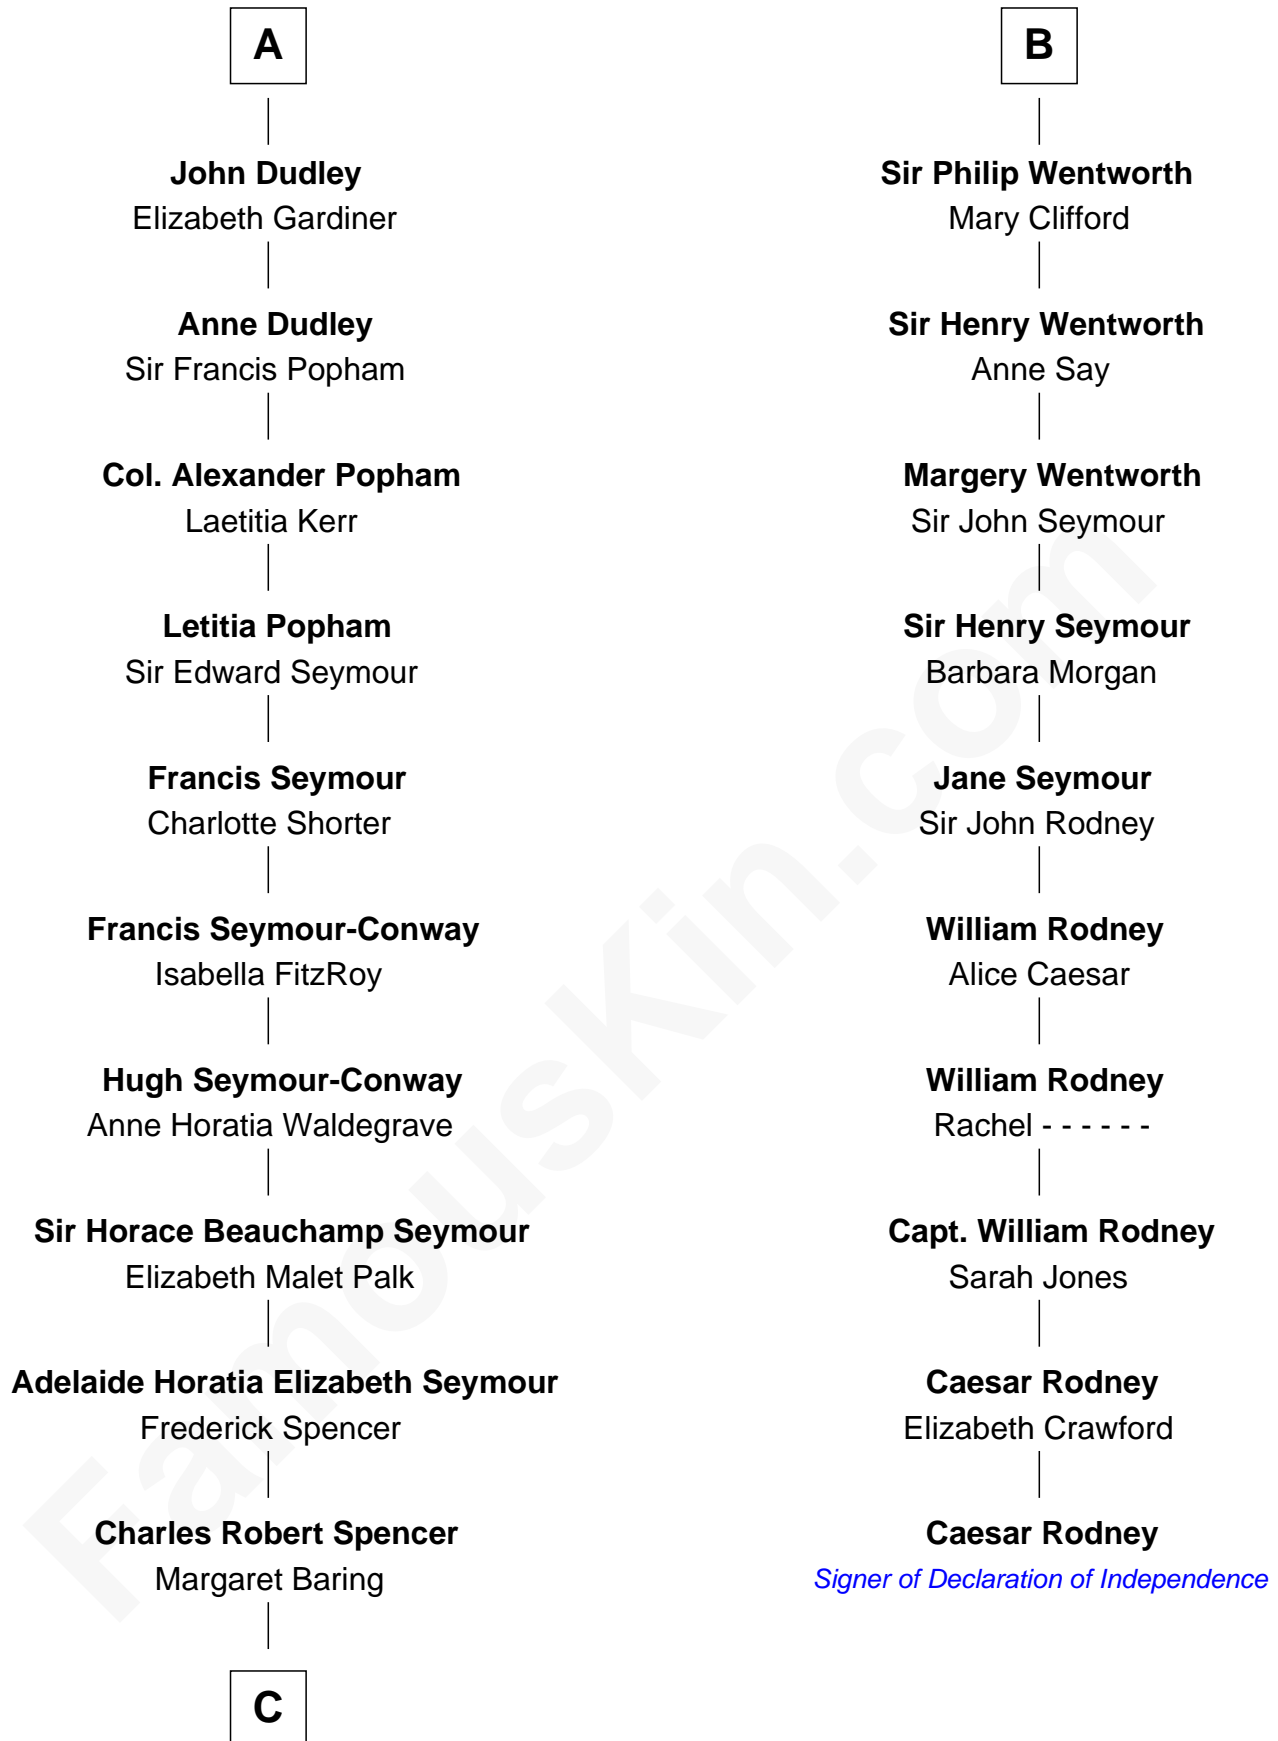 A
John Dudley
Elizabeth Gardiner
Anne Dudley
Sir Francis Popham
Col. Alexander Popham
Laetitia Kerr
Letitia Popham
Sir Edward Seymour
Francis Seymour
Charlotte Shorter
Francis Seymour-Conway
Isabella FitzRoy
Hugh Seymour-Conway
Anne Horatia Waldegrave
Sir Horace Beauchamp Seymour
Elizabeth Malet Palk
Adelaide Horatia Elizabeth Seymour
Frederick Spencer
Charles Robert Spencer
Margaret Baring
C
B
Sir Philip Wentworth
Mary Clifford
Sir Henry Wentworth
Anne Say
Margery Wentworth
Sir John Seymour
Sir Henry Seymour
Barbara Morgan
Jane Seymour
Sir John Rodney
William Rodney
Alice Caesar
William Rodney
Rachel - - - - - -
Capt. William Rodney
Sarah Jones
Caesar Rodney
Elizabeth Crawford
Caesar Rodney
Signer of Declaration of Independence
FamousKin.com